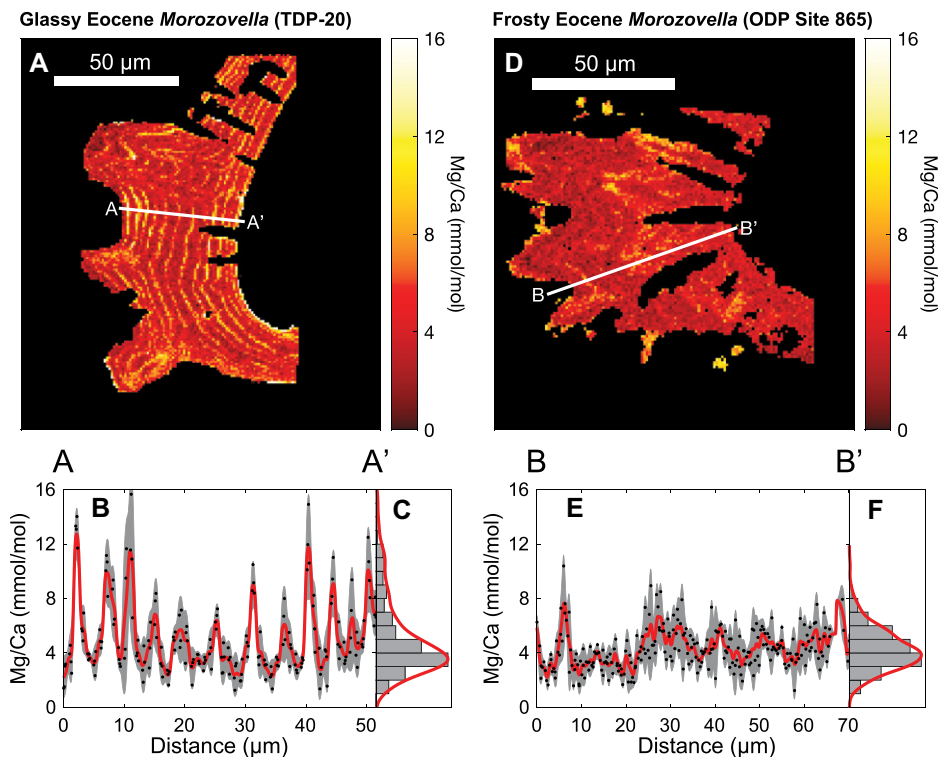 Glassy Eocene Morozovella (TDP-20)
A
50 µm
A
A’
16
12
8
4
0
Mg/Ca (mmol/mol)
Frosty Eocene Morozovella (ODP Site 865)
D
50 µm
B
B’
16
12
8
4
0
Mg/Ca (mmol/mol)
A
A’
B
C
16
12
8
4
0
Mg/Ca (mmol/mol)
0 10 20 30 40 50
Distance (µm)
B
B’
E
F
16
12
8
4
0
Mg/Ca (mmol/mol)
0 10 20 30 40 50 60 70
Distance (µm)